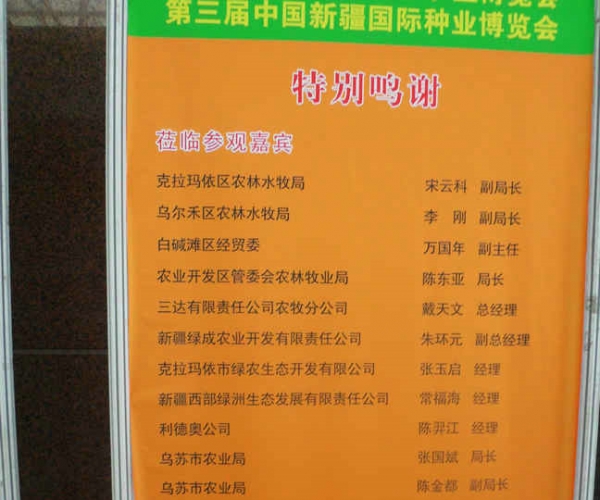 第三届中国新疆国际种业博览会
特别鸣谢
莅临参观嘉宾
克拉玛依区农林水牧局 宋云科 副局长
乌尔禾区农林水牧局 李 刚 副局长
白碱滩区经贸委 万国年 副主任
农业开发区管委会农林牧业局 陈东亚 局长
三达有限责任公司农牧分公司 戴天文 总经理
新疆绿成农业开发有限责任公司 朱环元 副总经理
克拉玛依市绿农生态开发有限公司 张玉启 经理
新疆西部绿洲生态发展有限责任公司 常福海 经理
利德奥公司 陈羿江 经理
乌苏市农业局 张国斌 局长
乌苏市农业局 陈金都 副局长